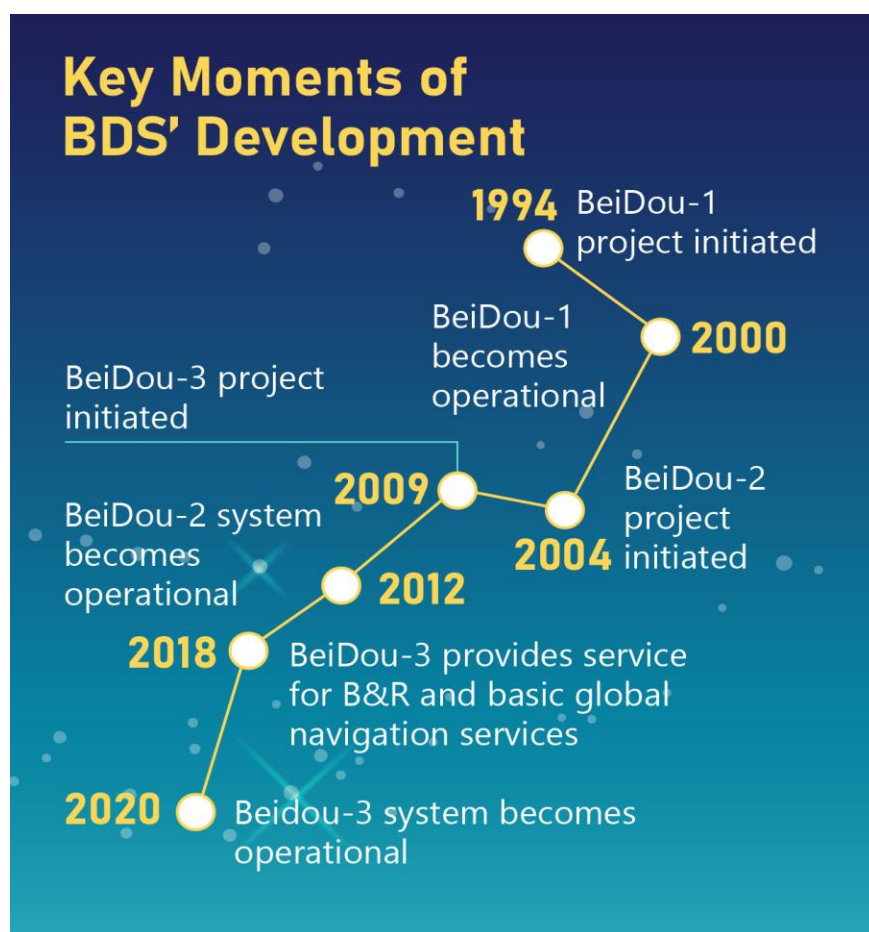 Key Moments of
BDS’ Development
1994
BeiDou-1
project initiated
2000
BeiDou-1
becomes
operational
2004
BeiDou-2
project
initiated
2009
BeiDou-3 project
initiated
2012
BeiDou-2 system
becomes
operational
2018
BeiDou-3 provides service
for B&R and basic global
navigation services
2020
Beidou-3 system becomes
operational